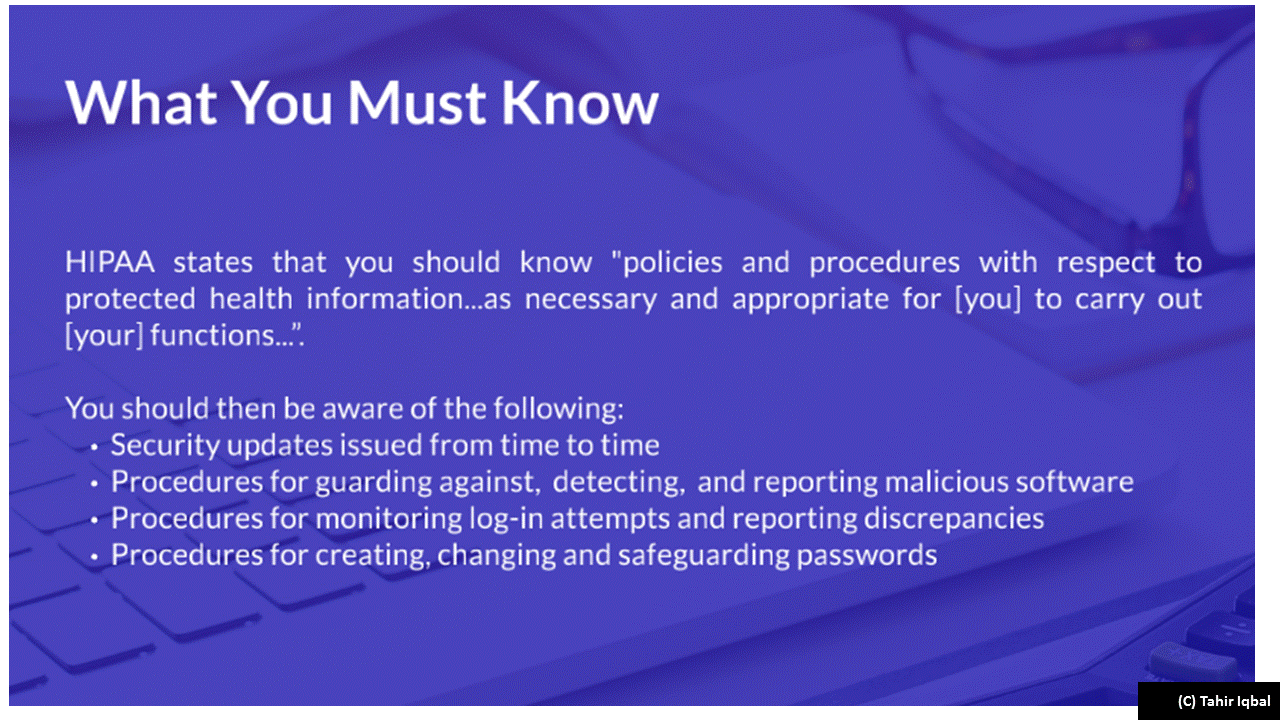 What You Must Know
HIPAA states that you should know "policies and procedures with respect to
protected health information...as necessary and appropriate for [you] to carry out
[your] functions...”.
You should then be aware of the following:
• Security updates issued from time to time
• Procedures for guarding against, detecting, and reporting malicious software
• Procedures for monitoring log-in attempts and reporting discrepancies
• Procedures for creating, changing and safeguarding passwords
(C) Tahir Iqbal